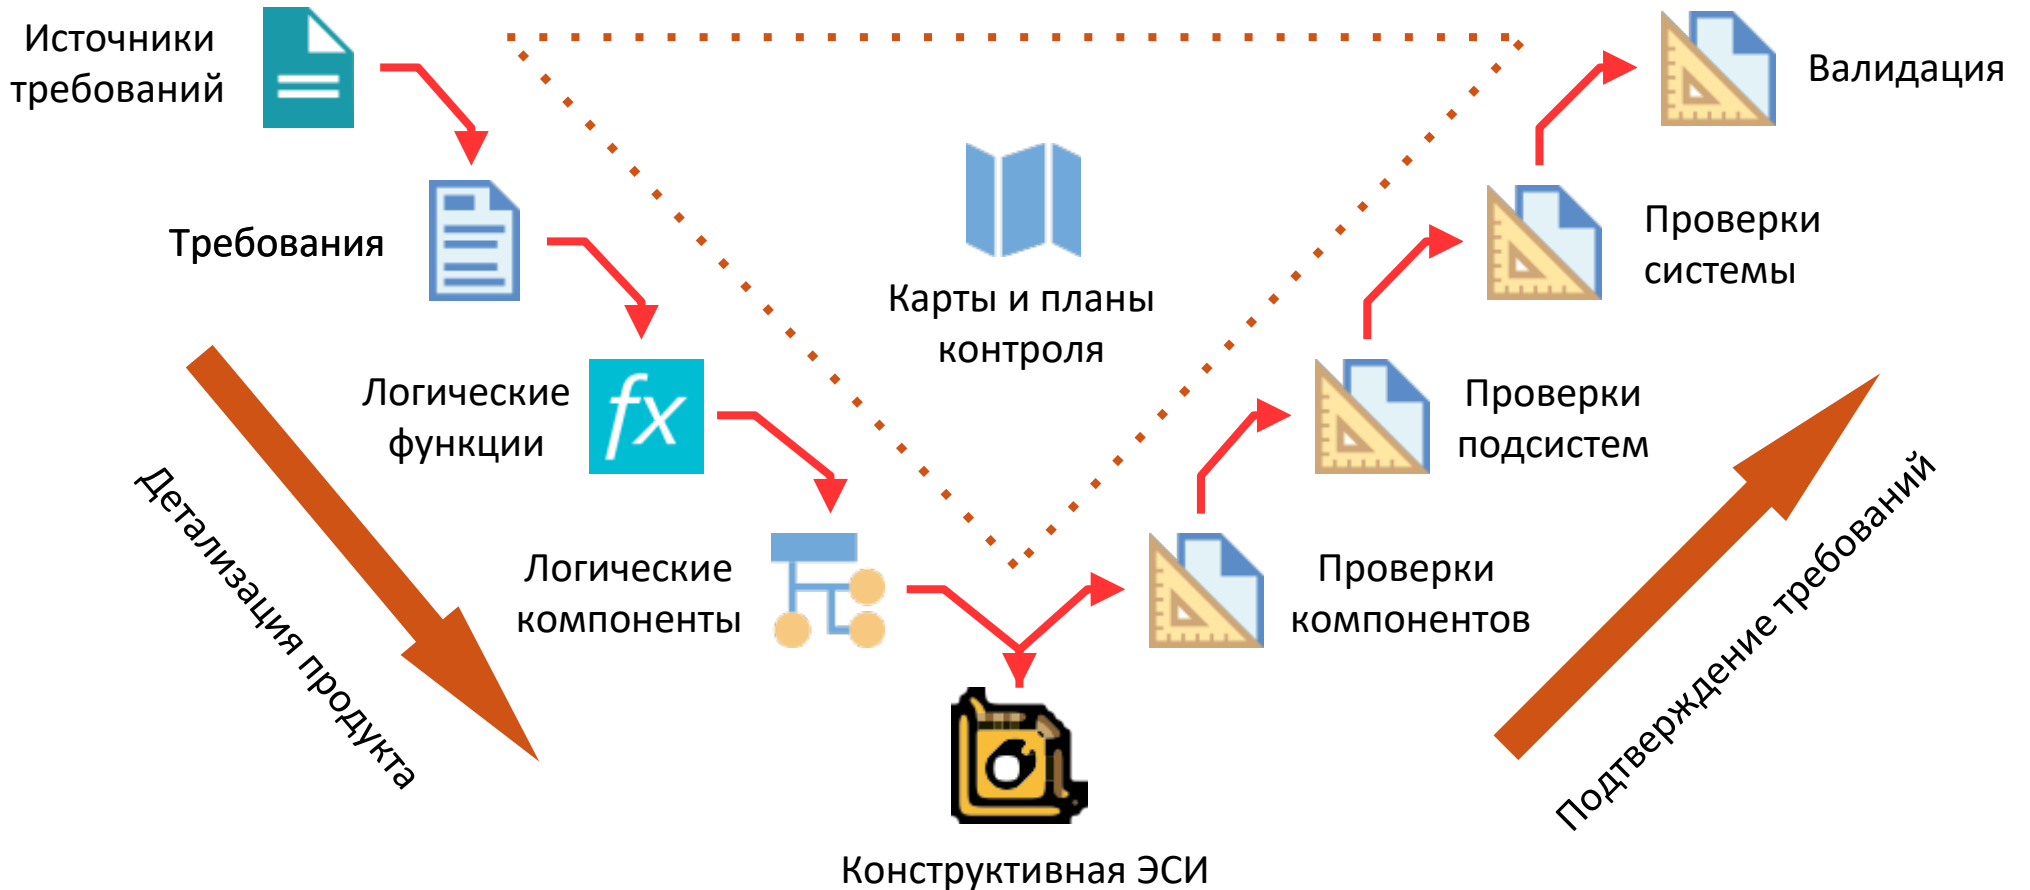 Источники
требований
Валидация
Требования
Проверки
системы
Карты и планы
контроля
Логические
функции
Проверки
подсистем
Детализация продукта
Логические
компоненты
Проверки
компонентов
Подтверждение требований
Конструктивная ЭСИ